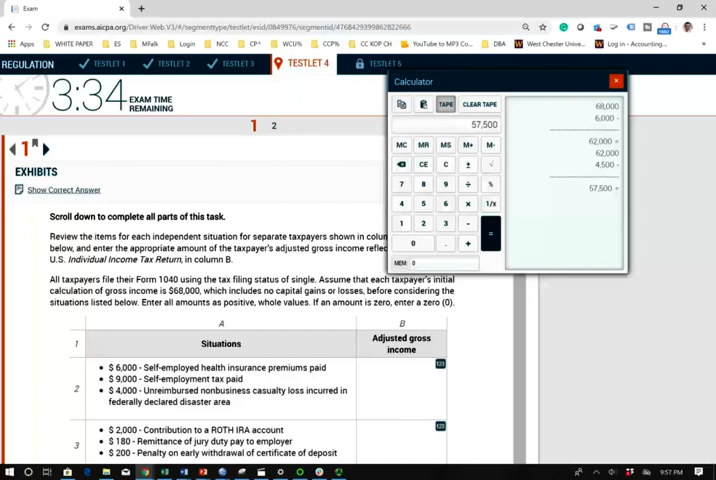 Exam
exams.aicpa.org/Driver.Web.V3/#/segmenttype/testlet/esid/0849976/segmentid/4768429399862822666
Apps WHITE PAPER ES MFalk Login NCC CP^ WCU% CCP% CC KOP CH YouTube to MP3 Co... DBA West Chester Unive... Log in - Accounting...
REGULATION TESTLET 1 TESTLET 2 TESTLET 3 TESTLET 4 TESTLET 5
3:34 EXAM TIME
REMAINING
1 2
1
EXHIBITS
Show Correct Answer
Calculator
TAPE CLEAR TAPE
57,500
MC MR MS M+ M-
CE C ± √
7 8 9 ÷ %
4 5 6 × 1/x
1 2 3 - =
0 . +
MEM: 0
68,000
6,000 -
62,000 =
62,000
4,500 -
57,500 =
Scroll down to complete all parts of this task.
Review the items for each independent situation for separate taxpayers shown in colum
below, and enter the appropriate amount of the taxpayer's adjusted gross income reflec
U.S. Individual Income Tax Return, in column B.
All taxpayers file their Form 1040 using the tax filing status of single. Assume that each taxpayer's initial
calculation of gross income is $68,000, which includes no capital gains or losses, before considering the
situations listed below. Enter all amounts as positive, whole values. If an amount is zero, enter a zero (0).
A B
1 Situations Adjusted gross
income
2
• $ 6,000 - Self-employed health insurance premiums paid
• $ 9,000 - Self-employment tax paid
• $ 4,000 - Unreimbursed nonbusiness casualty loss incurred in
federally declared disaster area
123
3
• $ 2,000 - Contribution to a ROTH IRA account
• $ 180 - Remittance of jury duty pay to employer
• $ 200 - Penalty on early withdrawal of certificate of deposit
123
9:57 PM